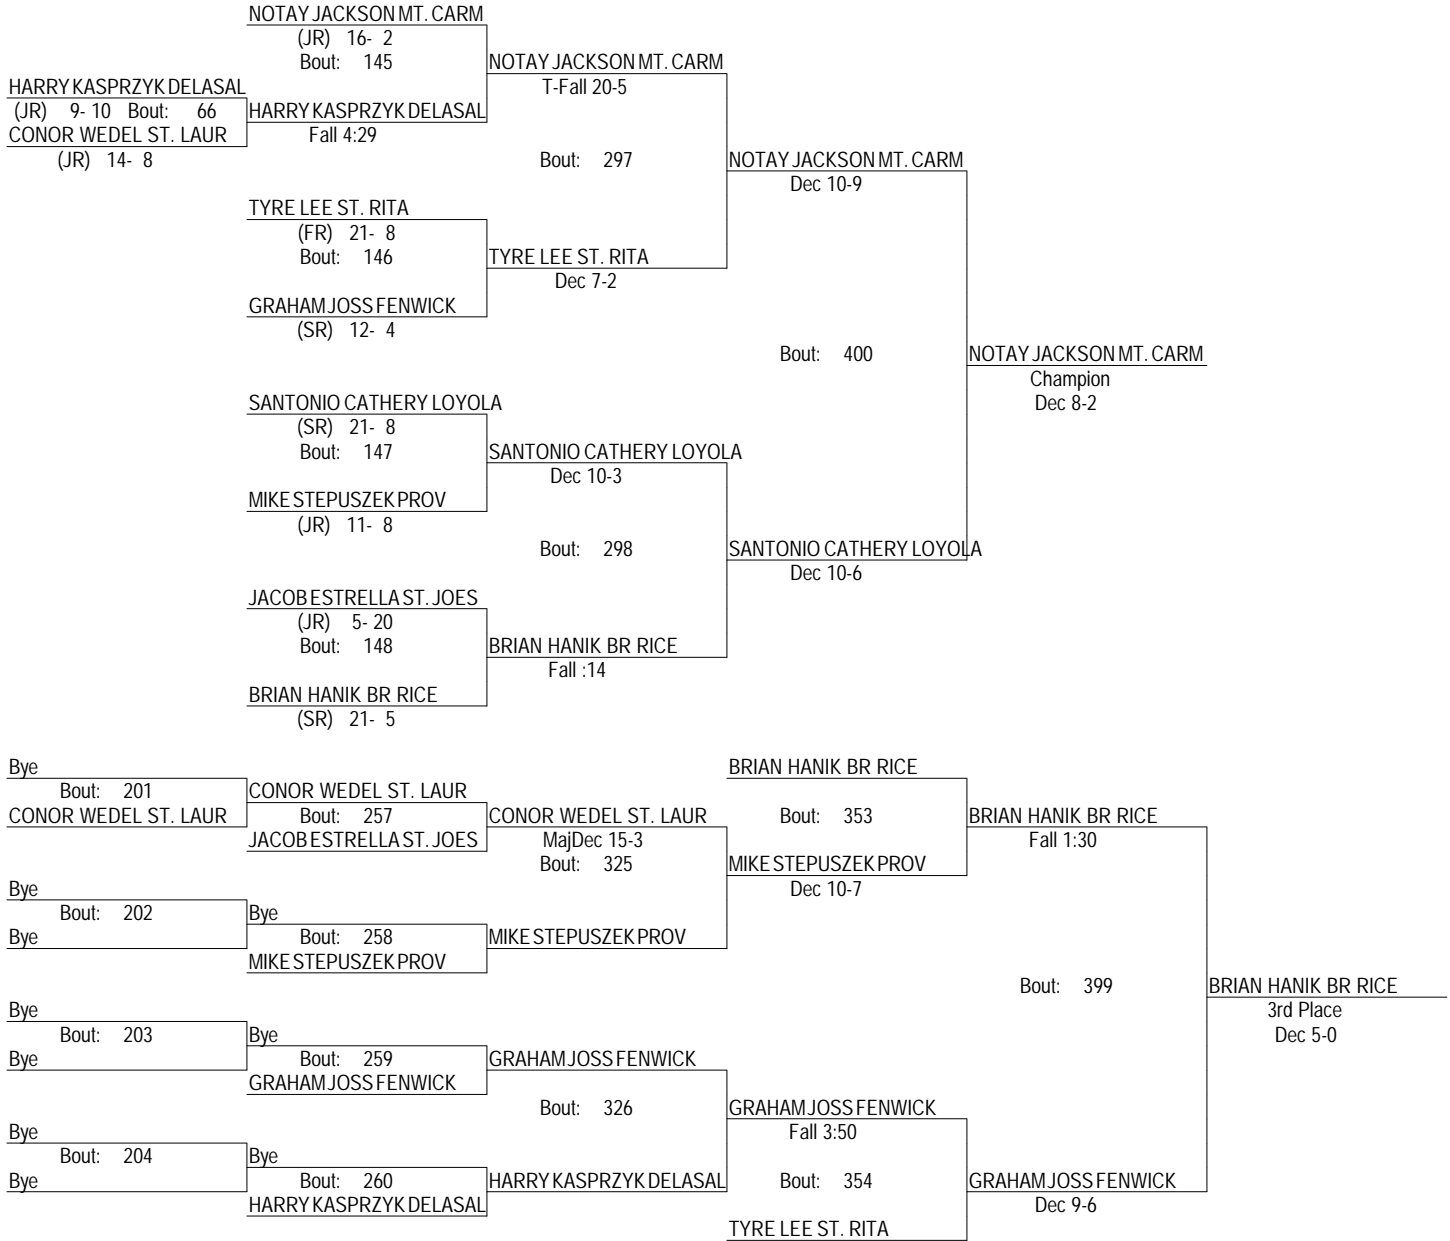 NOTAY JACKSON MT. CARM
(JR) 16- 2
Bout: 145
NOTAY JACKSON MT. CARM
T-Fall 20-5
HARRY KASPRZYK DELASAL
(JR) 9- 10 Bout: 66
HARRY KASPRZYK DELASAL
Fall 4:29
CONOR WEDEL ST. LAUR
(JR) 14- 8
Bout: 297
NOTAY JACKSON MT. CARM
Dec 10-9
TYRE LEE ST. RITA
(FR) 21- 8
Bout: 146
TYRE LEE ST. RITA
Dec 7-2
GRAHAM JOSS FENWICK
(SR) 12- 4
Bout: 400
NOTAY JACKSON MT. CARM
Champion
Dec 8-2
SANTONIO CATHERY LOYOLA
(SR) 21- 8
Bout: 147
SANTONIO CATHERY LOYOLA
Dec 10-3
MIKE STEPUSZEK PROV
(JR) 11- 8
Bout: 298
SANTONIO CATHERY LOYOLA
Dec 10-6
JACOB ESTRELLA ST. JOES
(JR) 5- 20
Bout: 148
BRIAN HANIK BR RICE
Fall :14
BRIAN HANIK BR RICE
(SR) 21- 5
Bye
Bout: 201
CONOR WEDEL ST. LAUR
CONOR WEDEL ST. LAUR
Bout: 257
JACOB ESTRELLA ST. JOES
CONOR WEDEL ST. LAUR
MajDec 15-3
Bout: 325
BRIAN HANIK BR RICE
Bout: 353
MIKE STEPUSZEK PROV
Dec 10-7
BRIAN HANIK BR RICE
Fall 1:30
Bye
Bout: 202
Bye
Bye
Bout: 258
MIKE STEPUSZEK PROV
MIKE STEPUSZEK PROV
Bout: 399
BRIAN HANIK BR RICE
3rd Place
Dec 5-0
Bye
Bout: 203
Bye
Bye
Bout: 259
GRAHAM JOSS FENWICK
GRAHAM JOSS FENWICK
Bout: 326
GRAHAM JOSS FENWICK
Fall 3:50
Bye
Bout: 204
Bye
Bye
Bout: 260
HARRY KASPRZYK DELASAL
HARRY KASPRZYK DELASAL
Bout: 354
TYRE LEE ST. RITA
GRAHAM JOSS FENWICK
Dec 9-6